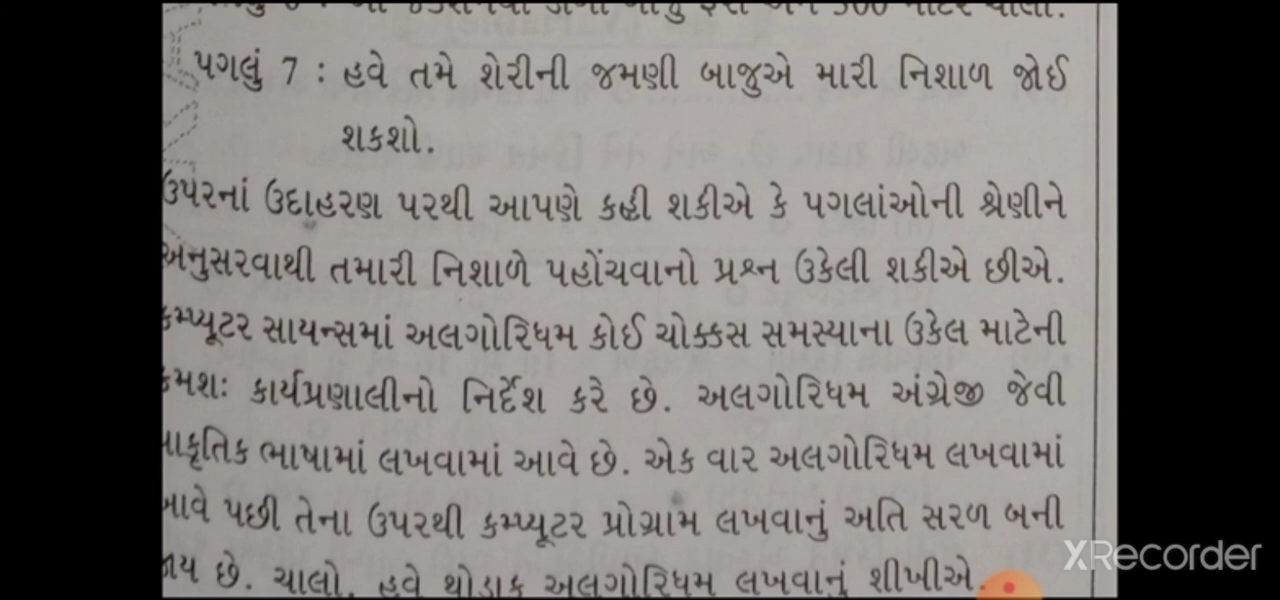 500 મીટર ચાલો.
પગલું 7 : હવે તમે શેરીની જમણી બાજુએ મારી નિશાળ જોઈ
શકશો.
ઉપરનાં ઉદાહરણ પરથી આપણે કહી શકીએ કે પગલાંઓની શ્રેણીને
અનુસરવાથી તમારી નિશાળે પહોંચવાનો પ્રશ્ન ઉકેલી શકીએ છીએ.
કમ્પ્યૂટર સાયન્સમાં અલગોરિધમ કોઈ ચોક્કસ સમસ્યાના ઉકેલ માટેની
ક્રમશઃ કાર્યપ્રણાલીનો નિર્દેશ કરે છે. અલગોરિધમ અંગ્રેજી જેવી
પ્રાકૃતિક ભાષામાં લખવામાં આવે છે. એક વાર અલગોરિધમ લખવામાં
આવે પછી તેના ઉપરથી કમ્પ્યૂટર પ્રોગ્રામ લખવાનું અતિ સરળ બની
જાય છે. ચાલો, હવે થોડાક અલગોરિધમ લખવાનું શીખીએ.
XRecorder